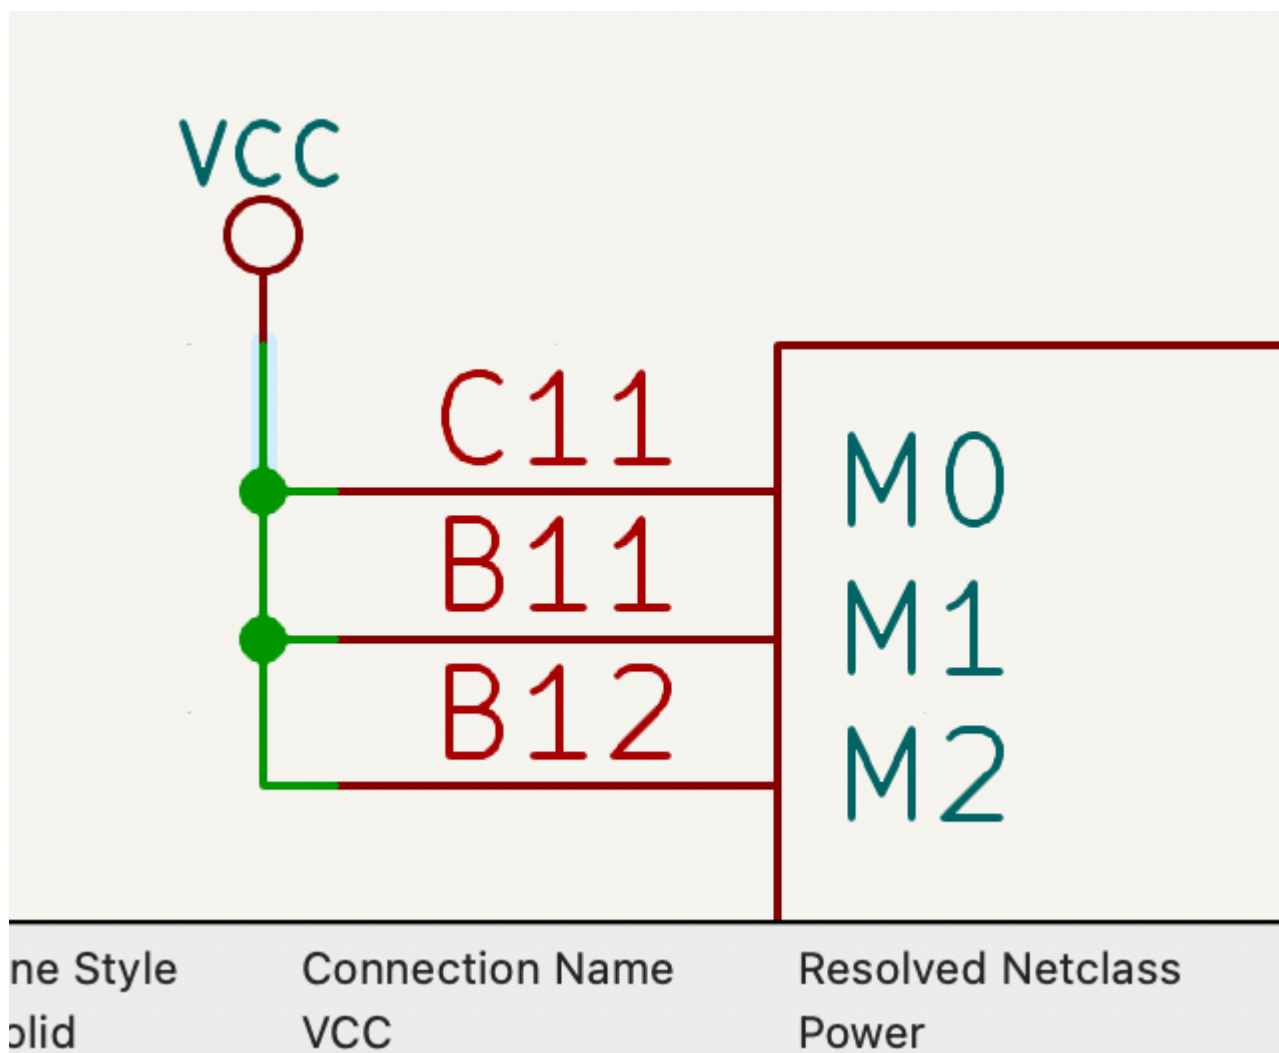 VCC
C11
M0
B11
M1
B12
M2
ne Style Connection Name Resolved Netclass
olid VCC Power